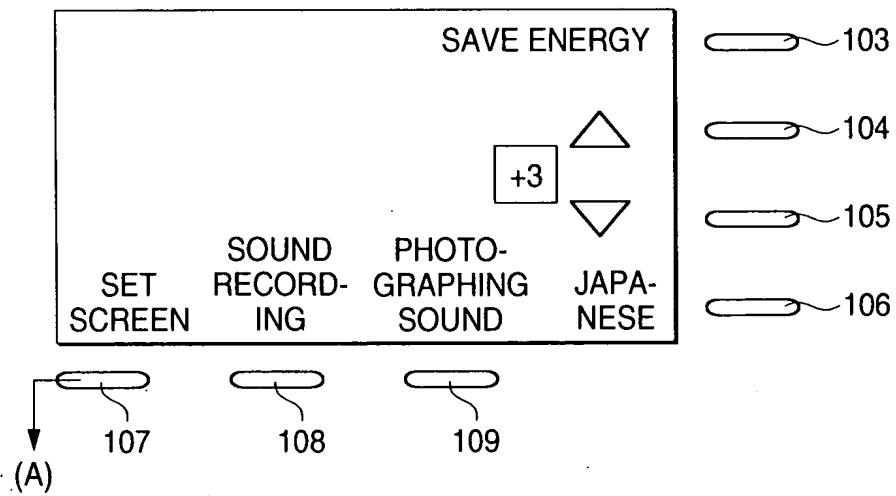 SAVE ENERGY
103
104
+3
105
SOUND RECORD-
ING
PHOTO-
GRAPHING
SOUND
SET
SCREEN
JAPA-
NESE
106
107
108
109
(A)